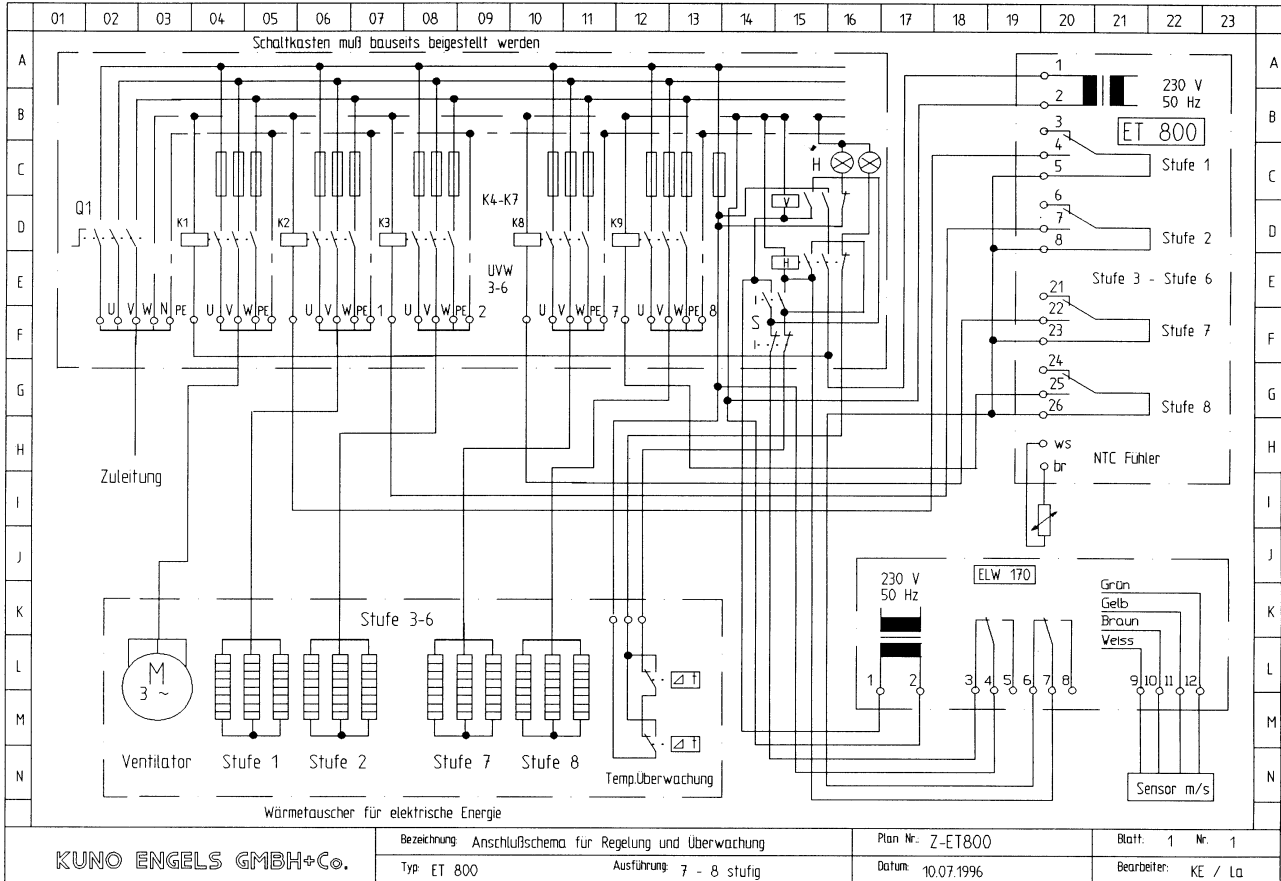 01 02 03 04 05 06 07 08 09 10 11 12 13 14 15 16 17 18 19 20 21 22 23
Schaltkasten muß bauseits beigestellt werden
A A
B B
C C
D D
E E
F F
G G
H H
I I
J J
K K
L L
M M
N N
1
2
230 V
50 Hz
ET 800
3
4
5
Stufe 1
6
7
8
Stufe 2
Stufe 3 - Stufe 6
21
22
23
Stufe 7
24
25
26
Stufe 8
ws
br
NTC Fühler
Q1
K1 K2 K3 K4-K7 K8 K9
UVW
3-6
H
V
H
S
U V W N PE U V W PE U V W PE 1 U V W PE 2 U V W PE 7 U V W PE 8
Zuleitung
Stufe 3-6
M
3 ~
Ventilator Stufe 1 Stufe 2 Stufe 7 Stufe 8
⊿ t
⊿ t
Temp.Überwachung
Wärmetauscher für elektrische Energie
230 V
50 Hz
ELW 170
Grün
Gelb
Braun
Weiss
1 2 3 4 5 6 7 8 9 10 11 12
Sensor m/s
KUNO ENGELS GMBH+Co.
Bezeichnung: Anschlußschema für Regelung und Überwachung
Typ: ET 800 Ausführung: 7 - 8 stufig
Plan Nr.: Z-ET800
Datum: 10.07.1996
Blatt: 1 Nr. 1
Bearbeiter: KE / La